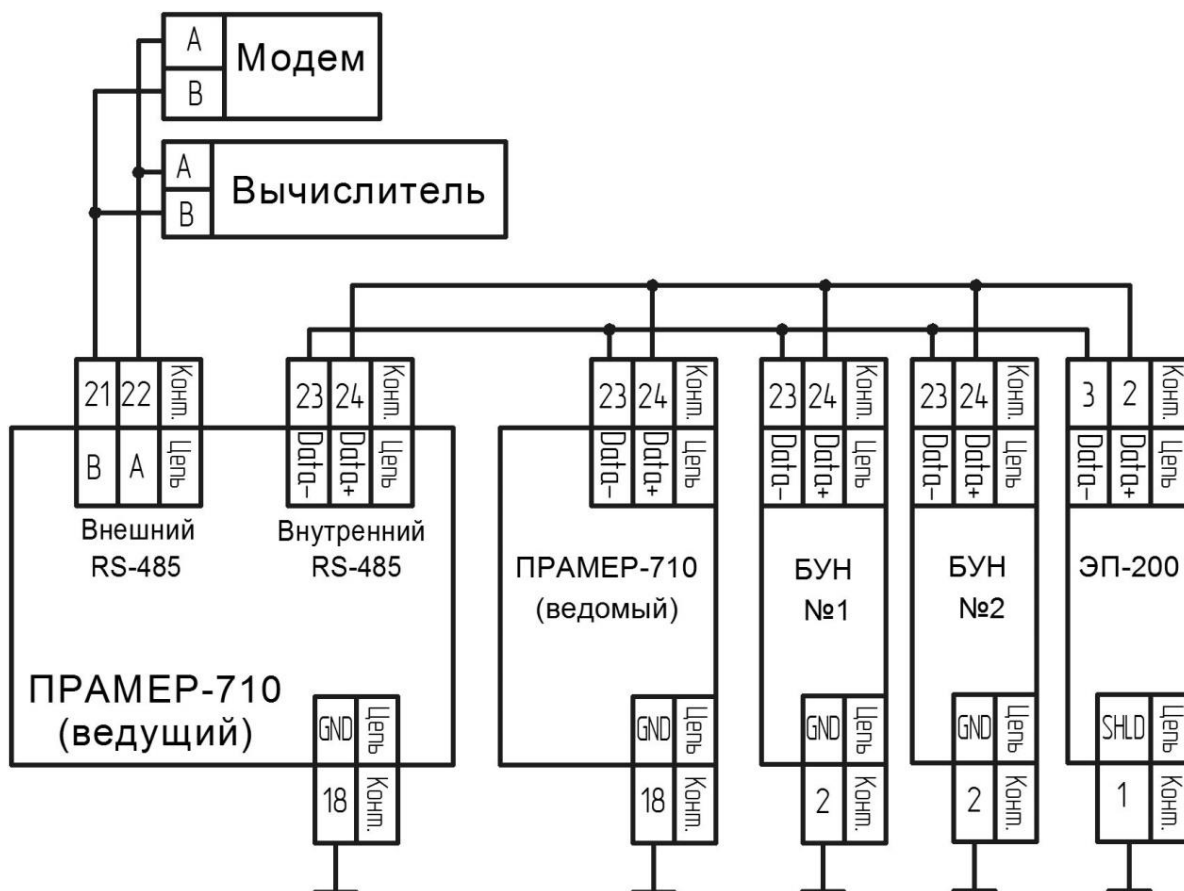 A
Модем
B
A
Вычислитель
B
21 22 Конт.
23 24 Конт.
23 24 Конт.
23 24 Конт.
23 24 Конт.
3 2 Конт.
B A Цепь
Data- Data+ Цепь
Data- Data+ Цепь
Data- Data+ Цепь
Data- Data+ Цепь
Data- Data+ Цепь
Внешний
RS-485
Внутренний
RS-485
ПРАМЕР-710
(ведомый)
БУН
№1
БУН
№2
ЭП-200
ПРАМЕР-710
(ведущий)
GND Цепь
GND Цепь
GND Цепь
GND Цепь
SHLD Цепь
18 Конт.
18 Конт.
2 Конт.
2 Конт.
1 Конт.